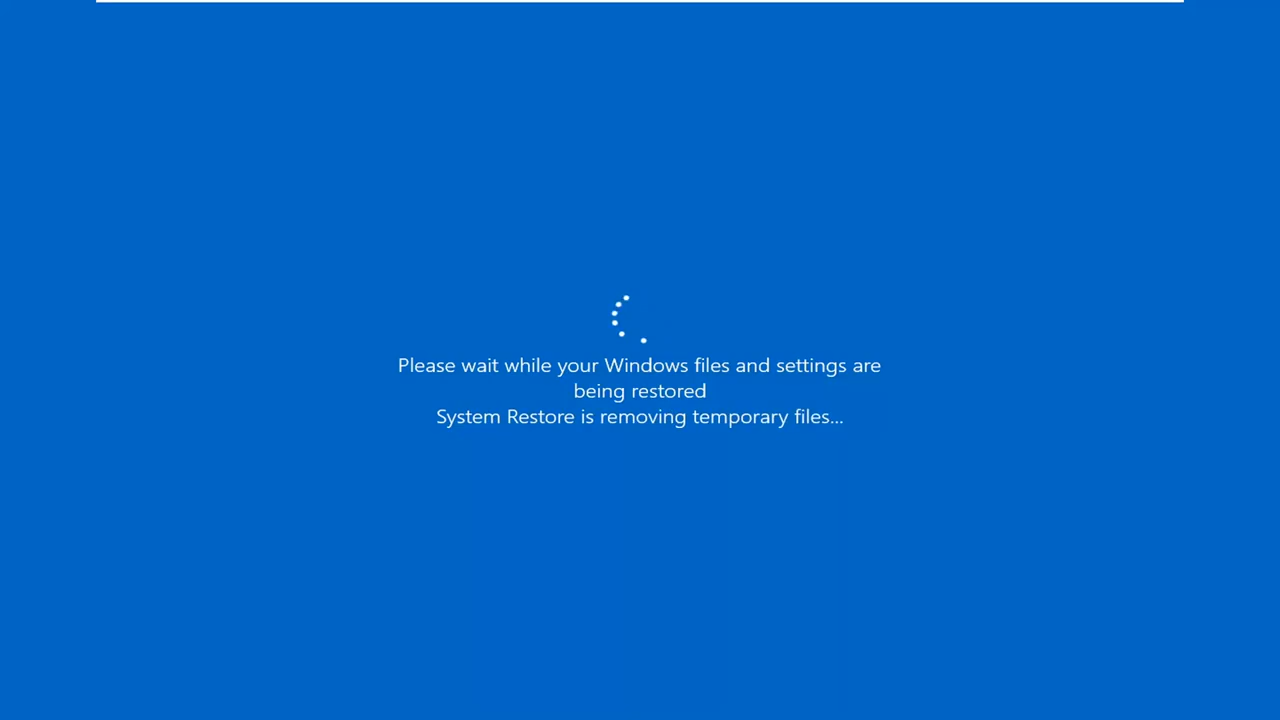 Please wait while your Windows files and settings are
being restored
System Restore is removing temporary files...